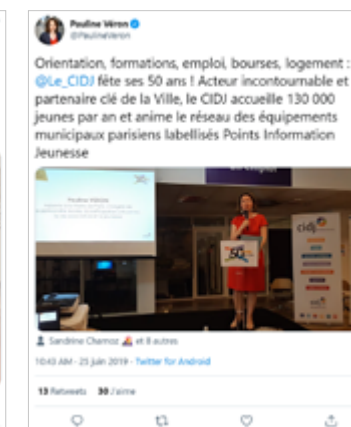 Pauline Véron
@PaulineVeron
Orientation, formations, emploi, bourses, logement :
@Le_CIDJ fête ses 50 ans ! Acteur incontournable et
partenaire clé de la Ville, le CIDJ accueille 130 000
jeunes par an et anime le réseau des équipements
municipaux parisiens labellisés Points Information
Jeunesse
Pauline VERON
cidj
50
Sandrine Charnoz et 8 autres
10:43 AM · 25 juin 2019 · Twitter for Android
13 Retweets 30 J'aime